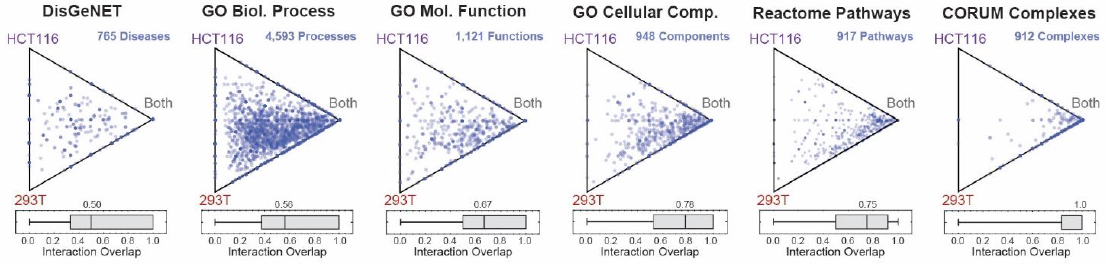 DisGeNET
HCT116
765 Diseases
Both
293T
0.50
0.0 0.2 0.4 0.6 0.8 1.0
Interaction Overlap
GO Biol. Process
HCT116
4,593 Processes
Both
293T
0.56
0.0 0.2 0.4 0.6 0.8 1.0
Interaction Overlap
GO Mol. Function
HCT116
1,121 Functions
Both
293T
0.67
0.0 0.2 0.4 0.6 0.8 1.0
Interaction Overlap
GO Cellular Comp.
HCT116
948 Components
Both
293T
0.78
0.0 0.2 0.4 0.6 0.8 1.0
Interaction Overlap
Reactome Pathways
HCT116
917 Pathways
Both
293T
0.75
0.0 0.2 0.4 0.6 0.8 1.0
Interaction Overlap
CORUM Complexes
HCT116
912 Complexes
Both
293T
1.0
0.0 0.2 0.4 0.6 0.8 1.0
Interaction Overlap